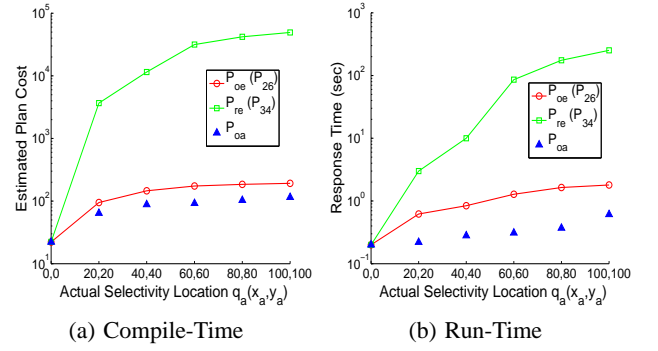 10^5
10^4
10^3
10^2
10^1
Estimated Plan Cost
P_oe (P_26)
P_re (P_34)
P_oa
0,0 20,20 40,40 60,60 80,80 100,100
Actual Selectivity Location q_a(x_a,y_a)
(a) Compile-Time
10^3
10^2
10^1
10^0
10^-1
Response Time (sec)
P_oe (P_26)
P_re (P_34)
P_oa
0,0 20,20 40,40 60,60 80,80 100,100
Actual Selectivity Location q_a(x_a,y_a)
(b) Run-Time